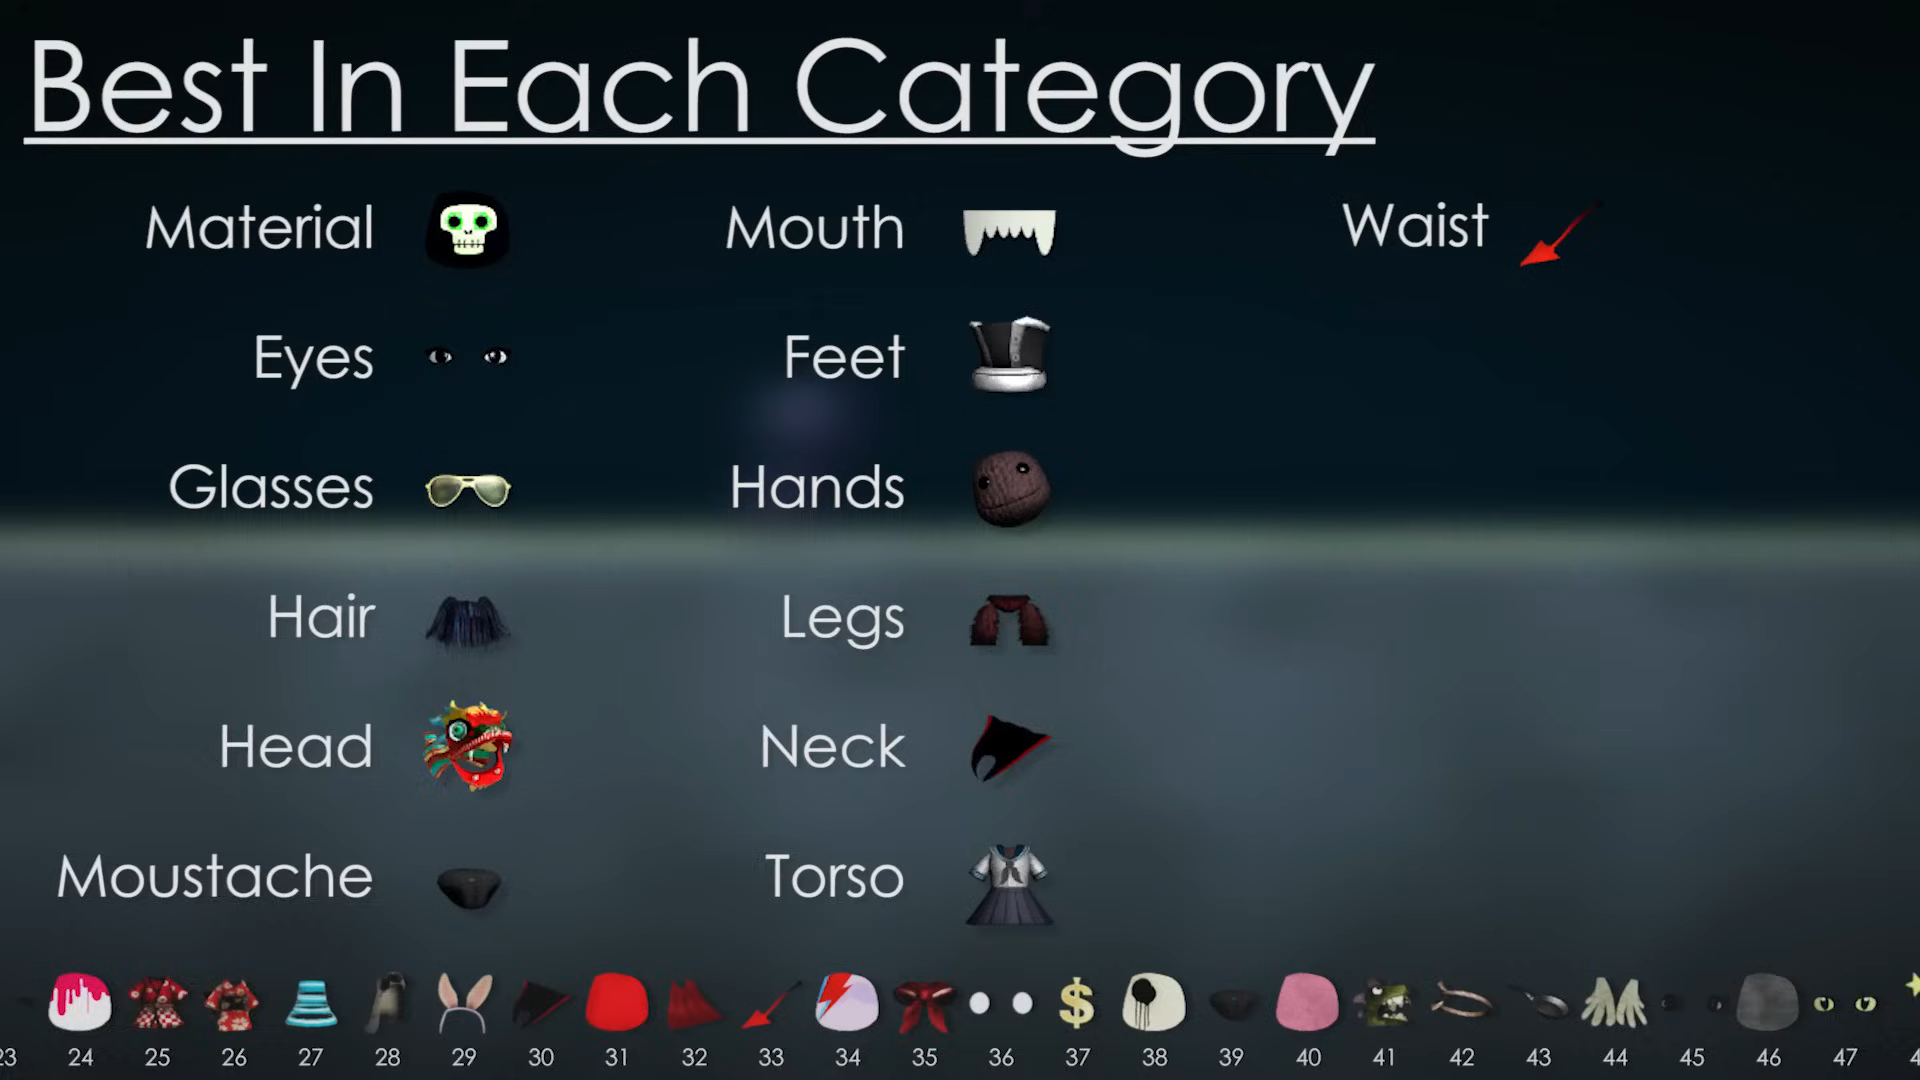 Best In Each Category
Material
Mouth
Waist
Eyes
Feet
Glasses
Hands
Hair
Legs
Head
Neck
Moustache
Torso
23 24 25 26 27 28 29 30 31 32 33 34 35 36 37 38 39 40 41 42 43 44 45 46 47 4